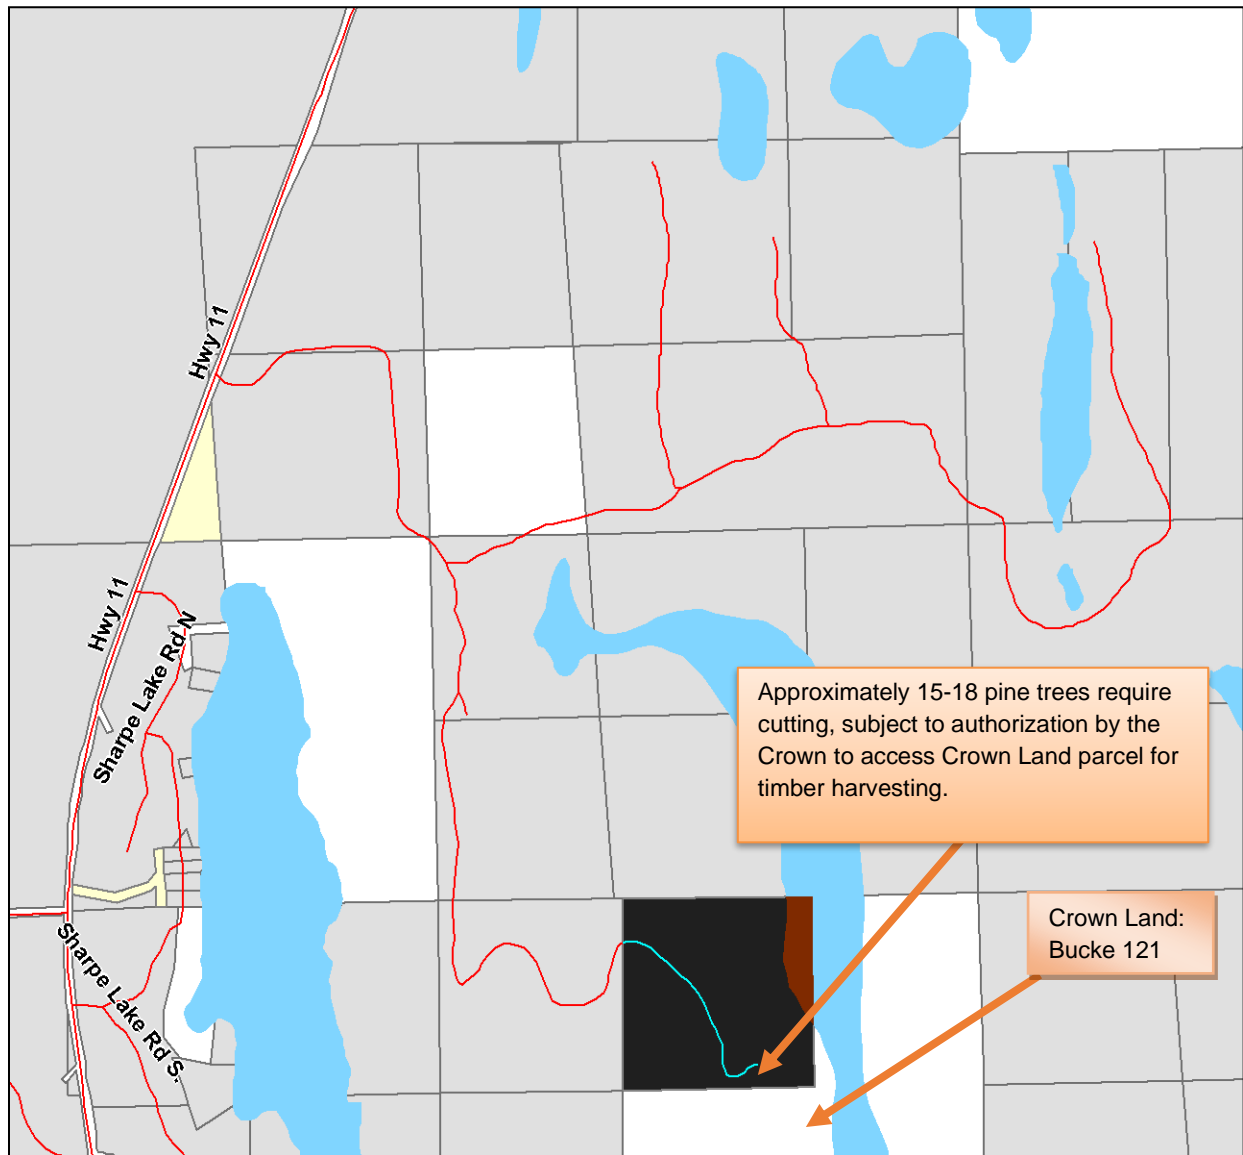 Hwy 11
Hwy 11
Sharpe Lake Rd N
Approximately 15-18 pine trees require
cutting, subject to authorization by the
Crown to access Crown Land parcel for
timber harvesting.
Crown Land:
Bucke 121
Sharpe Lake Rd S.